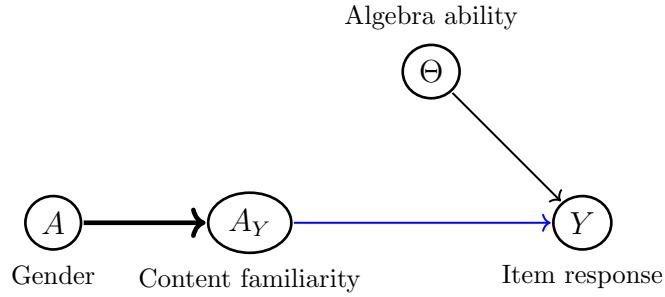 Algebra ability
Θ
A
A_Y
Y
Gender
Content familiarity
Item response